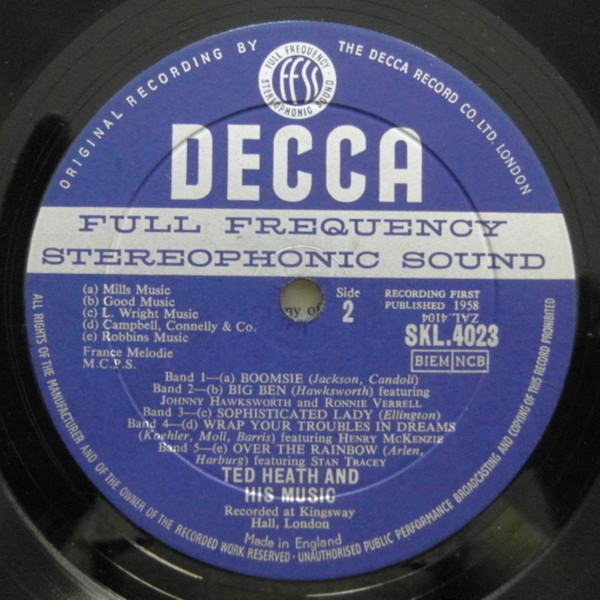 ORIGINAL RECORDING BY THE DECCA RECORD CO. LTD. LONDON
FULL FREQUENCY
ffss
STEREOPHONIC SOUND
DECCA
FULL FREQUENCY
STEREOPHONIC SOUND
(a) Mills Music
(b) Good Music
(c) L. Wright Music
(d) Campbell, Connelly & Co.
(e) Robbins Music
France Melodie
M.C.P.S.
ny of
Side
2
RECORDING FIRST
PUBLISHED 1958
ZAL.4104
SKL.4023
BIEM NCB
Band 1—(a) BOOMSIE (Jackson, Candoli)
Band 2—(b) BIG BEN (Hawksworth) featuring
JOHNNY HAWKSWORTH and RONNIE VERRELL
Band 3—(c) SOPHISTICATED LADY (Ellington)
Band 4—(d) WRAP YOUR TROUBLES IN DREAMS
(Koehler, Moll, Barris) featuring HENRY MCKENZIE
Band 5—(e) OVER THE RAINBOW (Arlen,
Harburg) featuring STAN TRACEY
TED HEATH AND
HIS MUSIC
Recorded at Kingsway
Hall, London
Made in England
ALL RIGHTS OF THE MANUFACTURER AND OF THE OWNER OF THE RECORDED WORK RESERVED · UNAUTHORISED PUBLIC PERFORMANCE BROADCASTING AND COPYING OF THIS RECORD PROHIBITED